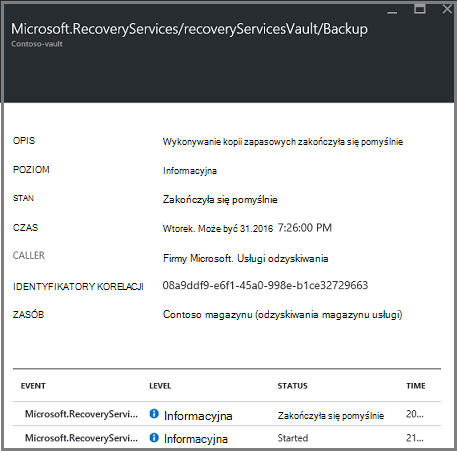 Microsoft.RecoveryServices/recoveryServicesVault/Backup
Contoso-vault
OPIS Wykonywanie kopii zapasowych zakończyła się pomyślnie
POZIOM Informacyjna
STAN Zakończyła się pomyślnie
CZAS Wtorek. Może być 31.2016 7:26:00 PM
CALLER Firmy Microsoft. Usługi odzyskiwania
IDENTYFIKATORY KORELACJI 08a9ddf9-e6f1-45a0-998e-b1ce32729663
ZASÓB Contoso magazynu (odzyskiwania magazynu usługi)
EVENT LEVEL STATUS TIME
Microsoft.RecoveryServi... Informacyjna Zakończyła się pomyślnie 20...
Microsoft.RecoveryServi... Informacyjna Started 21...